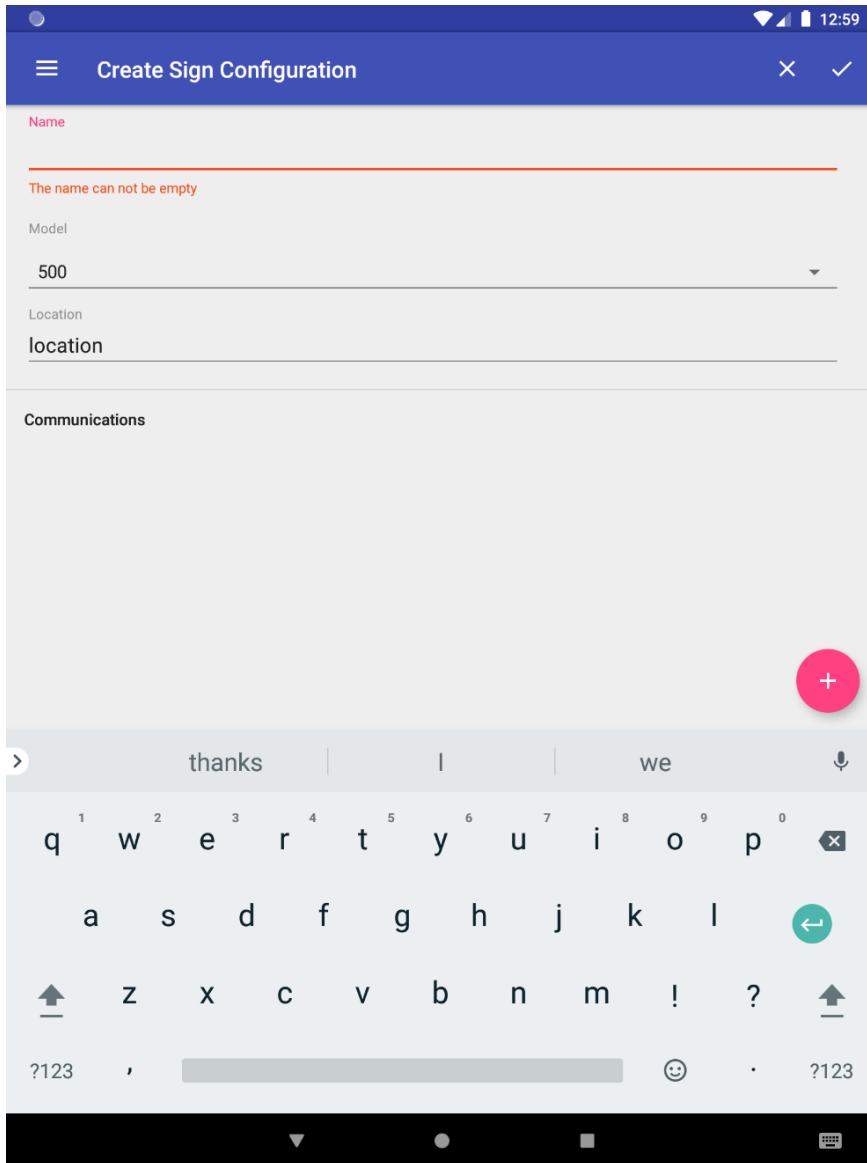 12:59
Create Sign Configuration
Name
The name can not be empty
Model
500
Location
location
Communications
thanks I we
1 2 3 4 5 6 7 8 9 0
q w e r t y u i o p
a s d f g h j k l
z x c v b n m ! ?
?123 , . ?123